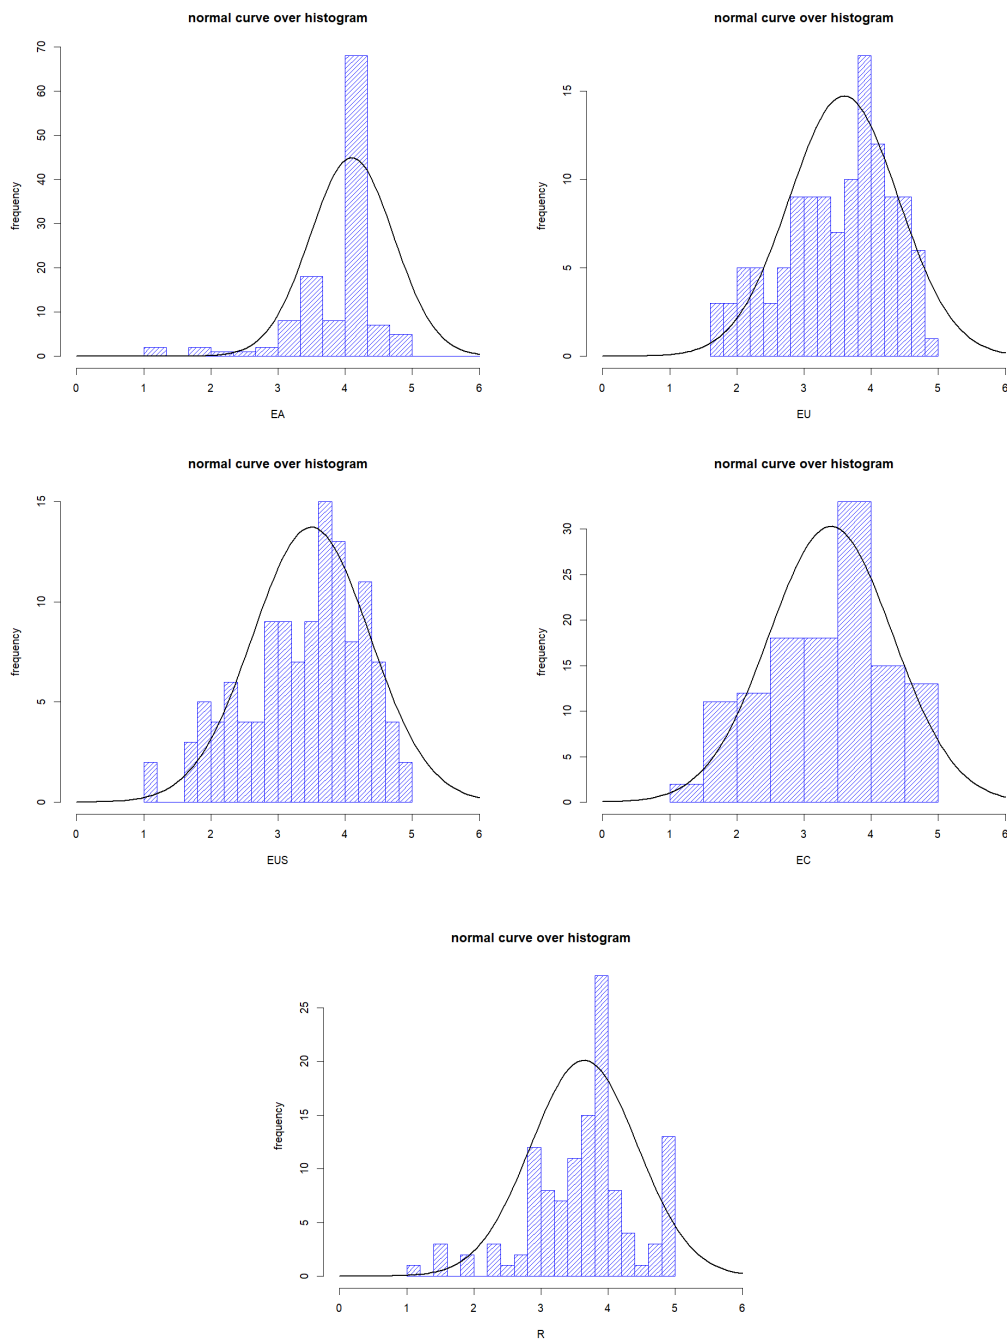 normal curve over histogram
frequency
0 10 20 30 40 50 60 70
0 1 2 3 4 5 6
EA
normal curve over histogram
frequency
0 5 10 15
0 1 2 3 4 5 6
EU
normal curve over histogram
frequency
0 5 10 15
0 1 2 3 4 5 6
EUS
normal curve over histogram
frequency
0 5 10 15 20 25 30
0 1 2 3 4 5 6
EC
normal curve over histogram
frequency
0 5 10 15 20 25
0 1 2 3 4 5 6
R